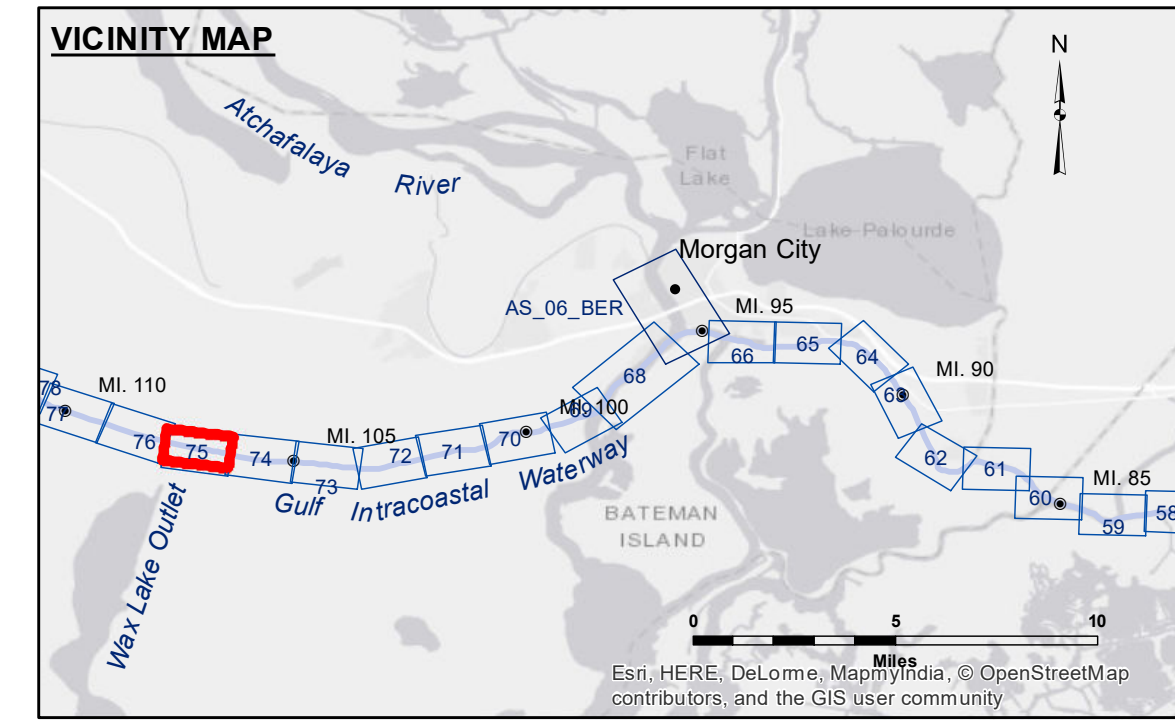 VICINITY MAP
N
Atchafalaya
River
Flat
Lake
Lake Palourde
Morgan City
AS_06_BER
MI. 95
66
65
64
MI. 90
63
68
78
MI. 110
77
76
75
74
MI. 105
73
72
71
70
69
MI. 100
62
61
60
MI. 85
59
58
Gulf Intracoastal Waterway
Wax Lake Outlet
BATEMAN
ISLAND
0 5 10
Miles
Esri, HERE, DeLorme, MapmyIndia, © OpenStreetMap
contributors, and the GIS user community